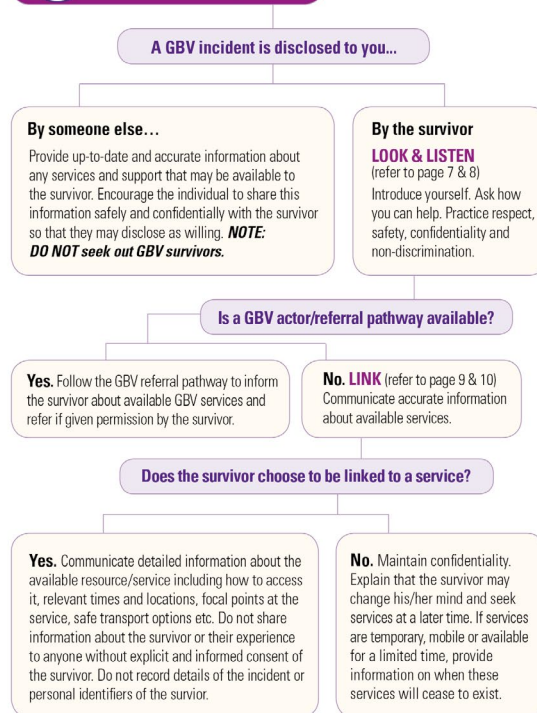 A GBV incident is disclosed to you...
By someone else…
Provide up-to-date and accurate information about
any services and support that may be available to
the survivor. Encourage the individual to share this
information safely and confidentially with the survivor
so that they may disclose as willing. NOTE:
DO NOT seek out GBV survivors.
By the survivor
LOOK & LISTEN
(refer to page 7 & 8)
Introduce yourself. Ask how
you can help. Practice respect,
safety, confidentiality and
non-discrimination.
Is a GBV actor/referral pathway available?
Yes. Follow the GBV referral pathway to inform
the survivor about available GBV services and
refer if given permission by the survivor.
No. LINK (refer to page 9 & 10)
Communicate accurate information
about available services.
Does the survivor choose to be linked to a service?
Yes. Communicate detailed information about the
available resource/service including how to access
it, relevant times and locations, focal points at the
service, safe transport options etc. Do not share
information about the survivor or their experience
to anyone without explicit and informed consent of
the survivor. Do not record details of the incident or
personal identifiers of the survior.
No. Maintain confidentiality.
Explain that the survivor may
change his/her mind and seek
services at a later time. If services
are temporary, mobile or available
for a limited time, provide
information on when these
services will cease to exist.